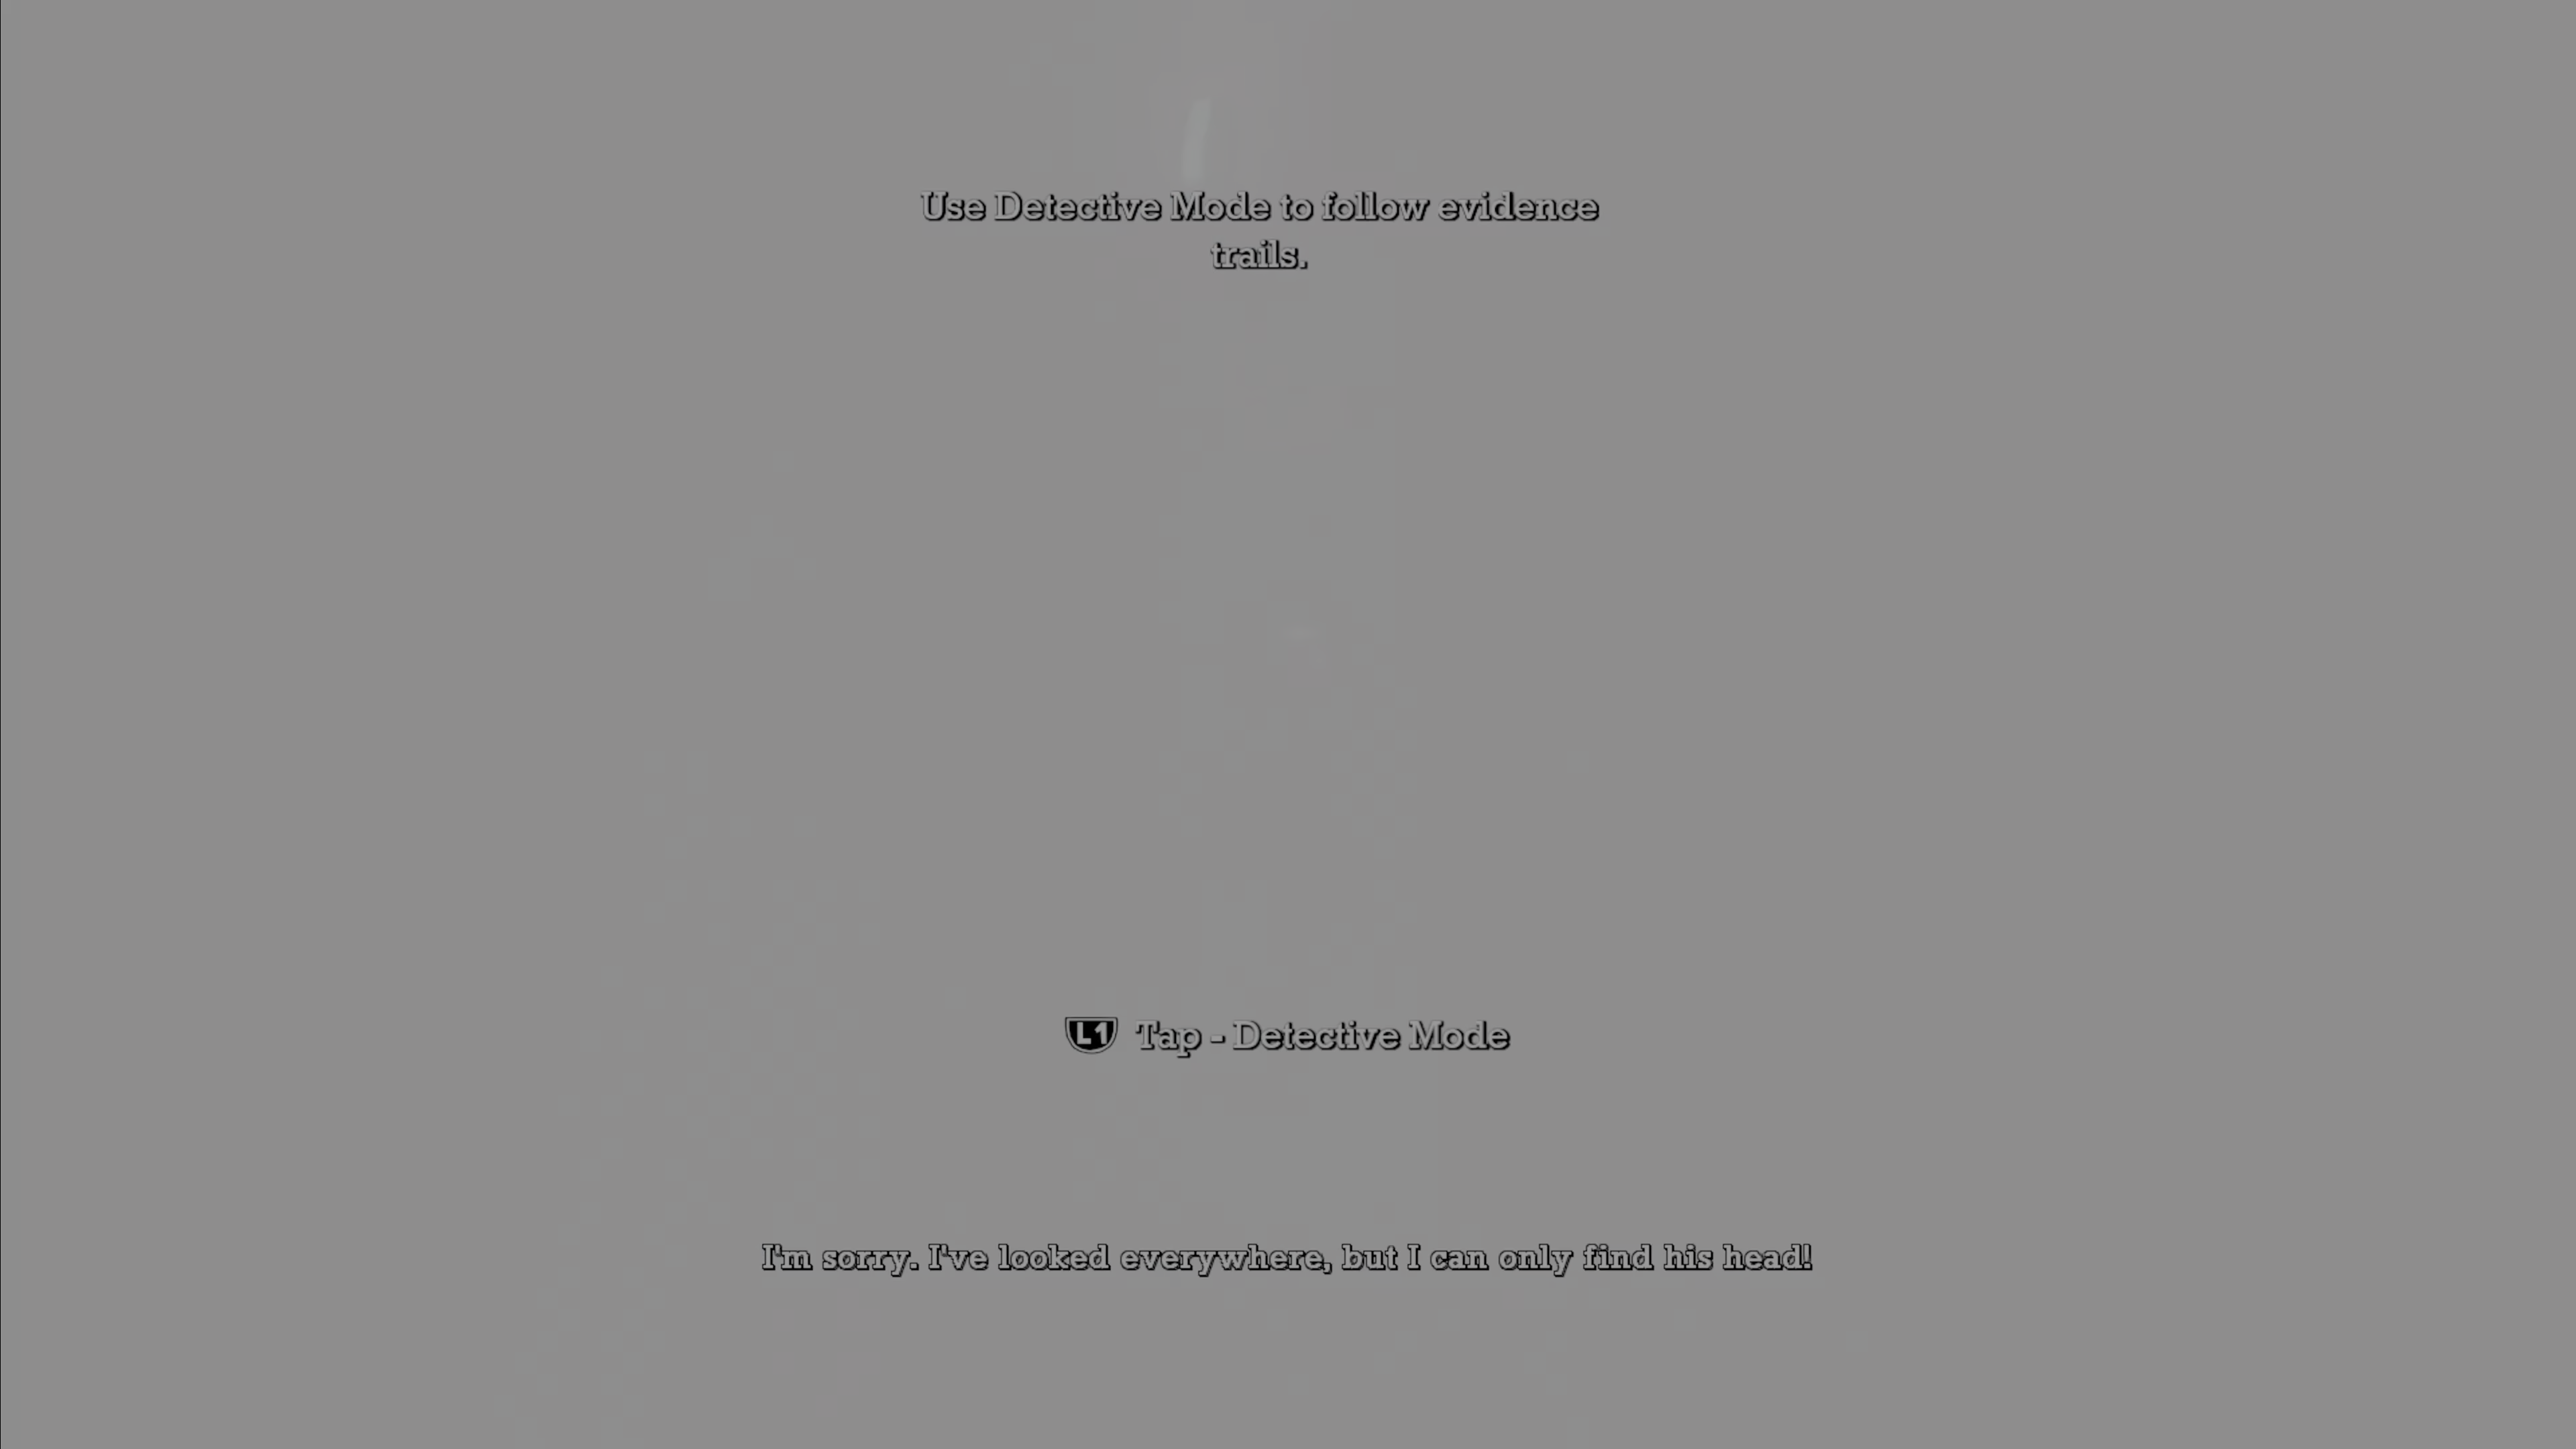 Use Detective Mode to follow evidence
trails.
L1 Tap - Detective Mode
I'm sorry. I've looked everywhere, but I can only find his head!